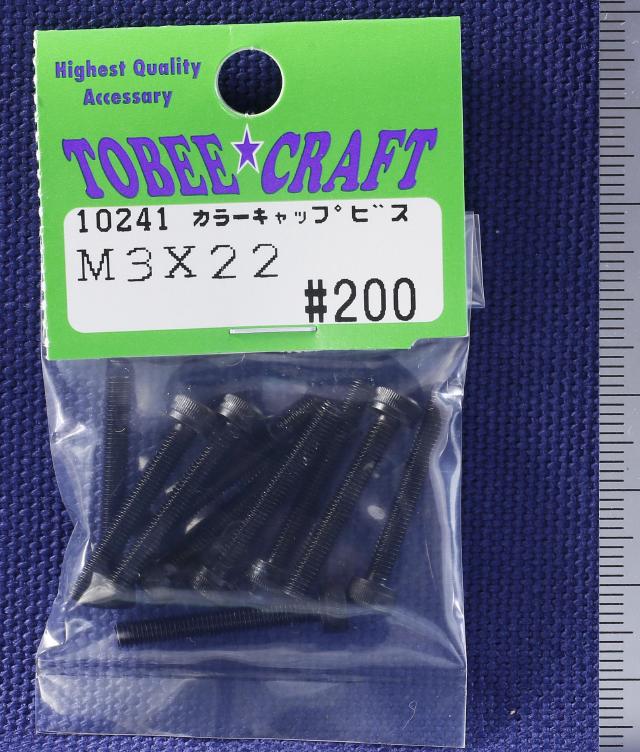 Highest Quality
Accessary
TOBEE★CRAFT
10241 カラーキャップビス
M3X22
#200